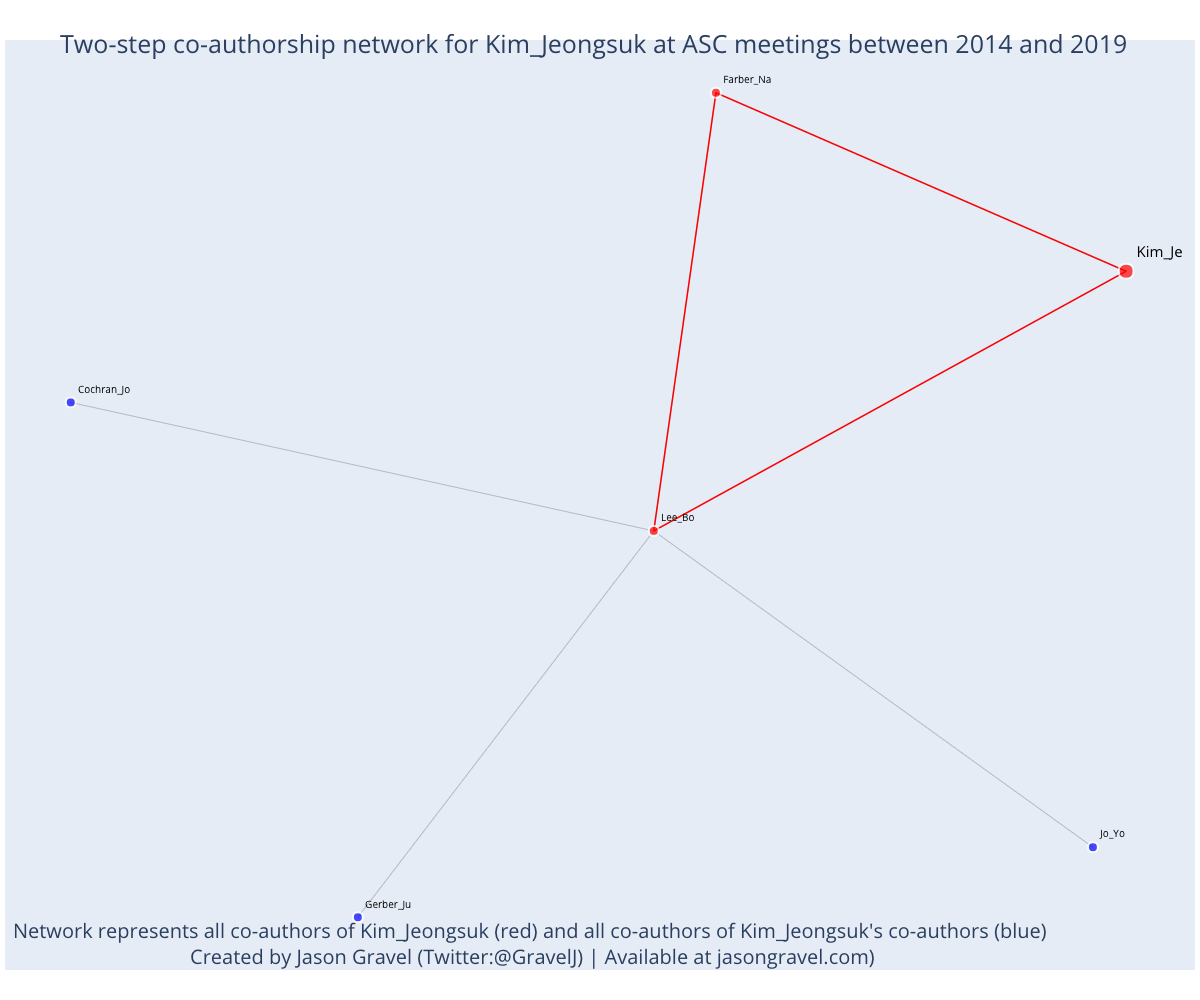 Two-step co-authorship network for Kim_Jeongsuk at ASC meetings between 2014 and 2019
Farber_Na
Kim_Je
Cochran_Jo
Lee_Bo
Jo_Yo
Gerber_Ju
Network represents all co-authors of Kim_Jeongsuk (red) and all co-authors of Kim_Jeongsuk's co-authors (blue)
Created by Jason Gravel (Twitter:@GravelJ) | Available at jasongravel.com)